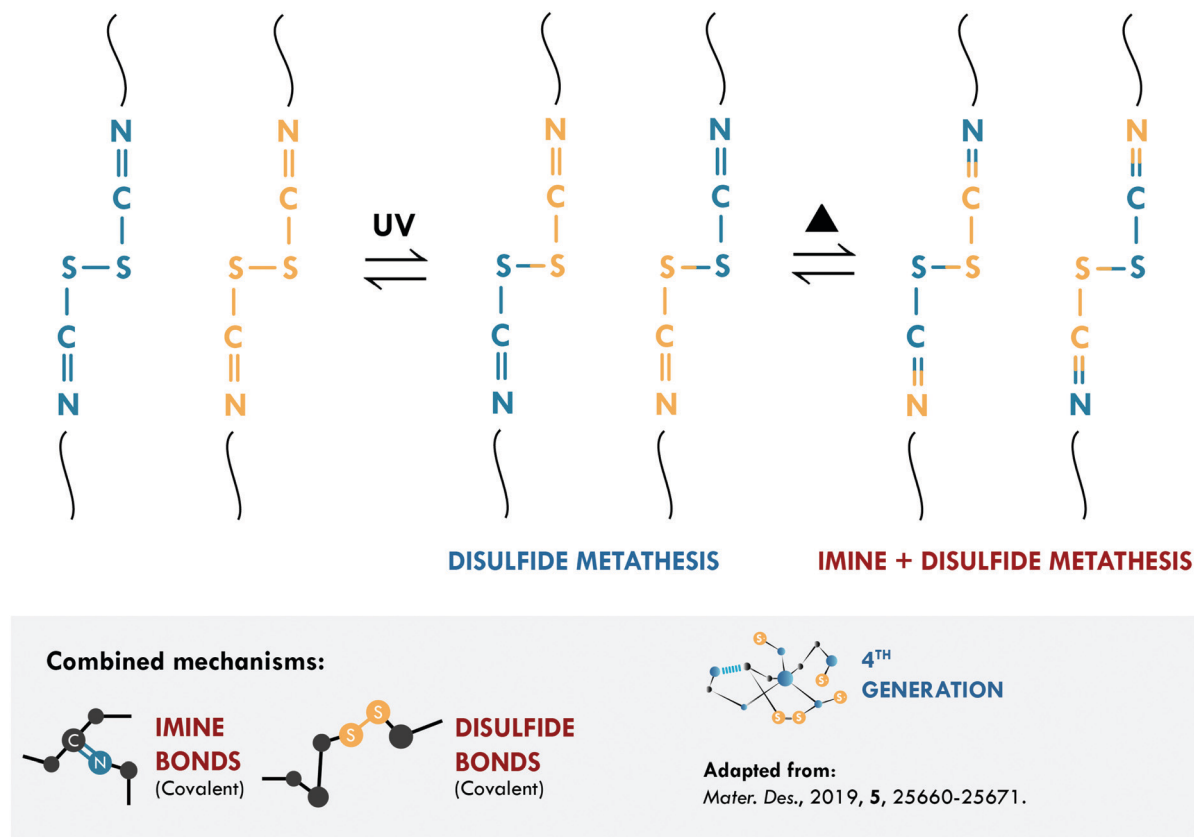 N N N N N N
C C C C C C
UV
S S S S S S S S S S S S
C C C C C C
N N N N N N
DISULFIDE METATHESIS IMINE + DISULFIDE METATHESIS
Combined mechanisms:
C
N
IMINE
BONDS
(Covalent)
S
S
DISULFIDE
BONDS
(Covalent)
S
S
S
S S
4TH
GENERATION
Adapted from:
Mater. Des., 2019, 5, 25660-25671.